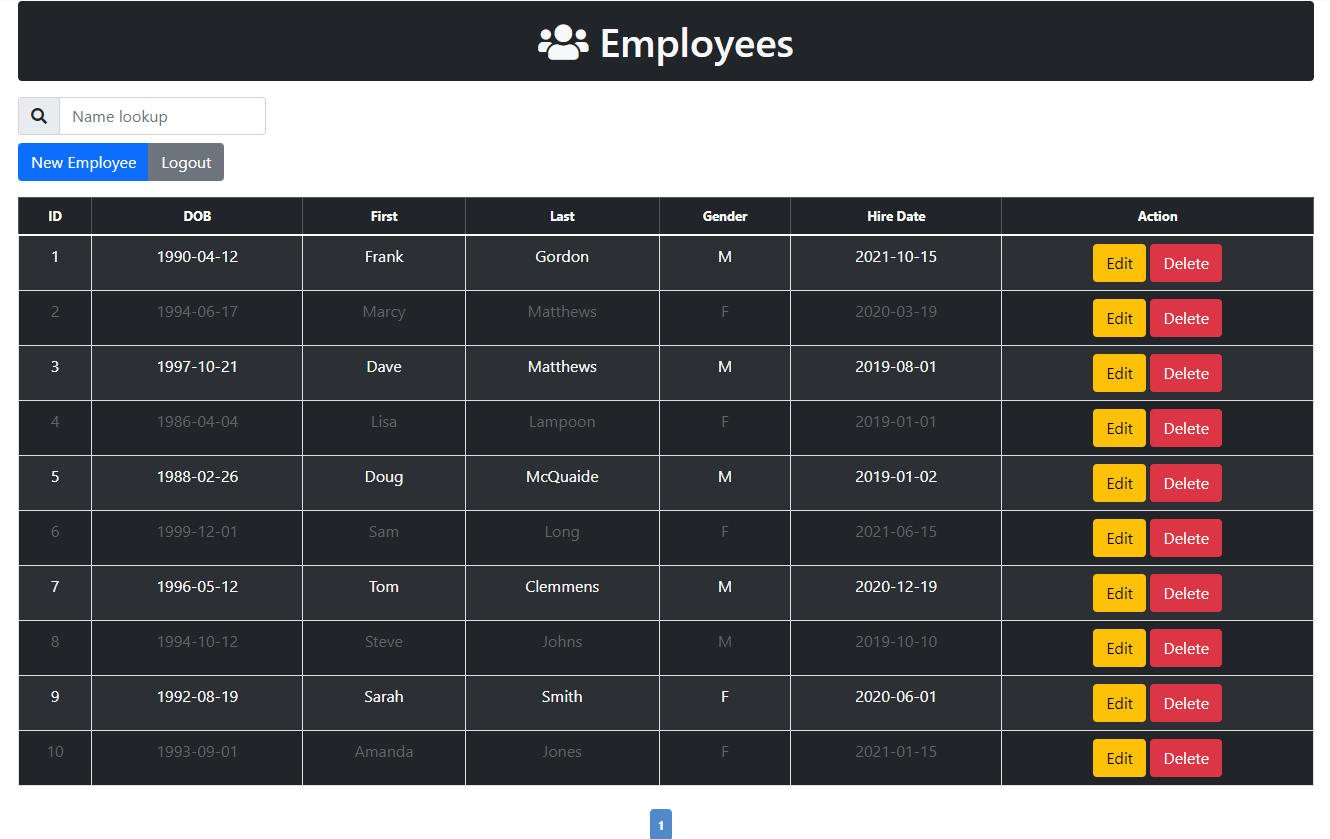 Employees
Name lookup
New Employee Logout
ID DOB First Last Gender Hire Date Action
1 1990-04-12 Frank Gordon M 2021-10-15 Edit Delete
2 1994-06-17 Marcy Matthews F 2020-03-19 Edit Delete
3 1997-10-21 Dave Matthews M 2019-08-01 Edit Delete
4 1986-04-04 Lisa Lampoon F 2019-01-01 Edit Delete
5 1988-02-26 Doug McQuaide M 2019-01-02 Edit Delete
6 1999-12-01 Sam Long F 2021-06-15 Edit Delete
7 1996-05-12 Tom Clemmens M 2020-12-19 Edit Delete
8 1994-10-12 Steve Johns M 2019-10-10 Edit Delete
9 1992-08-19 Sarah Smith F 2020-06-01 Edit Delete
10 1993-09-01 Amanda Jones F 2021-01-15 Edit Delete
1